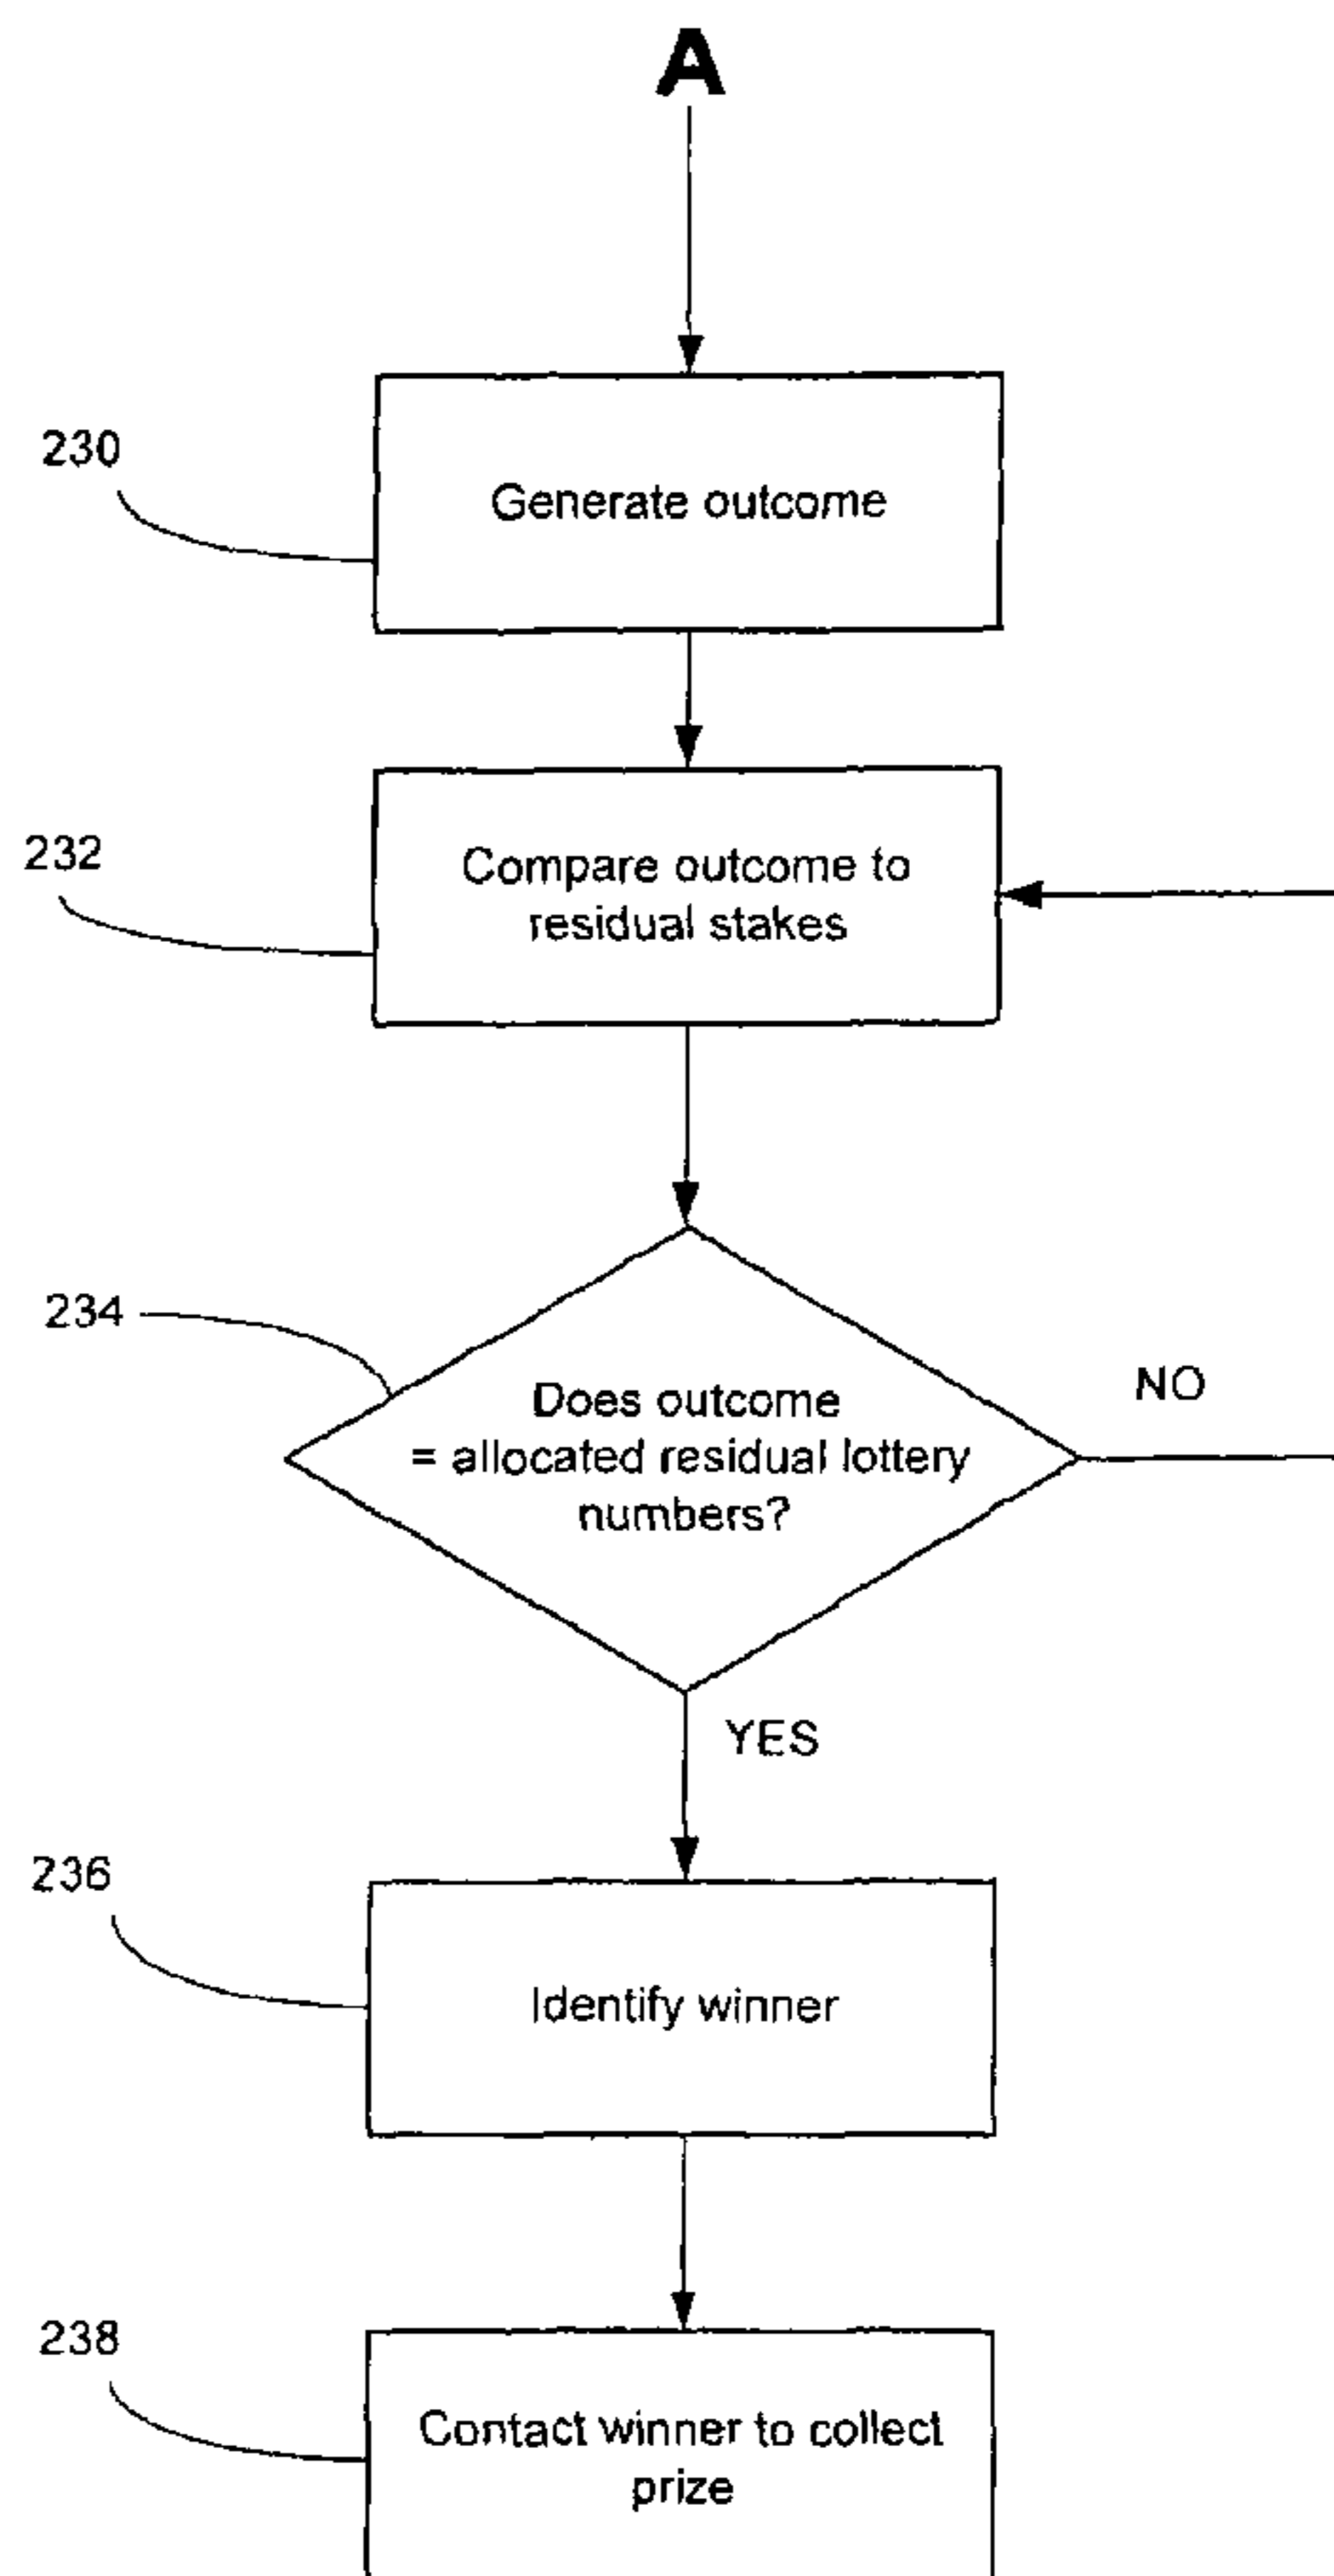 A
230
Generate outcome
232
Compare outcome to
residual stakes
234
Does outcome
= allocated residual lottery
numbers?
NO
YES
236
Identify winner
238
Contact winner to collect
prize